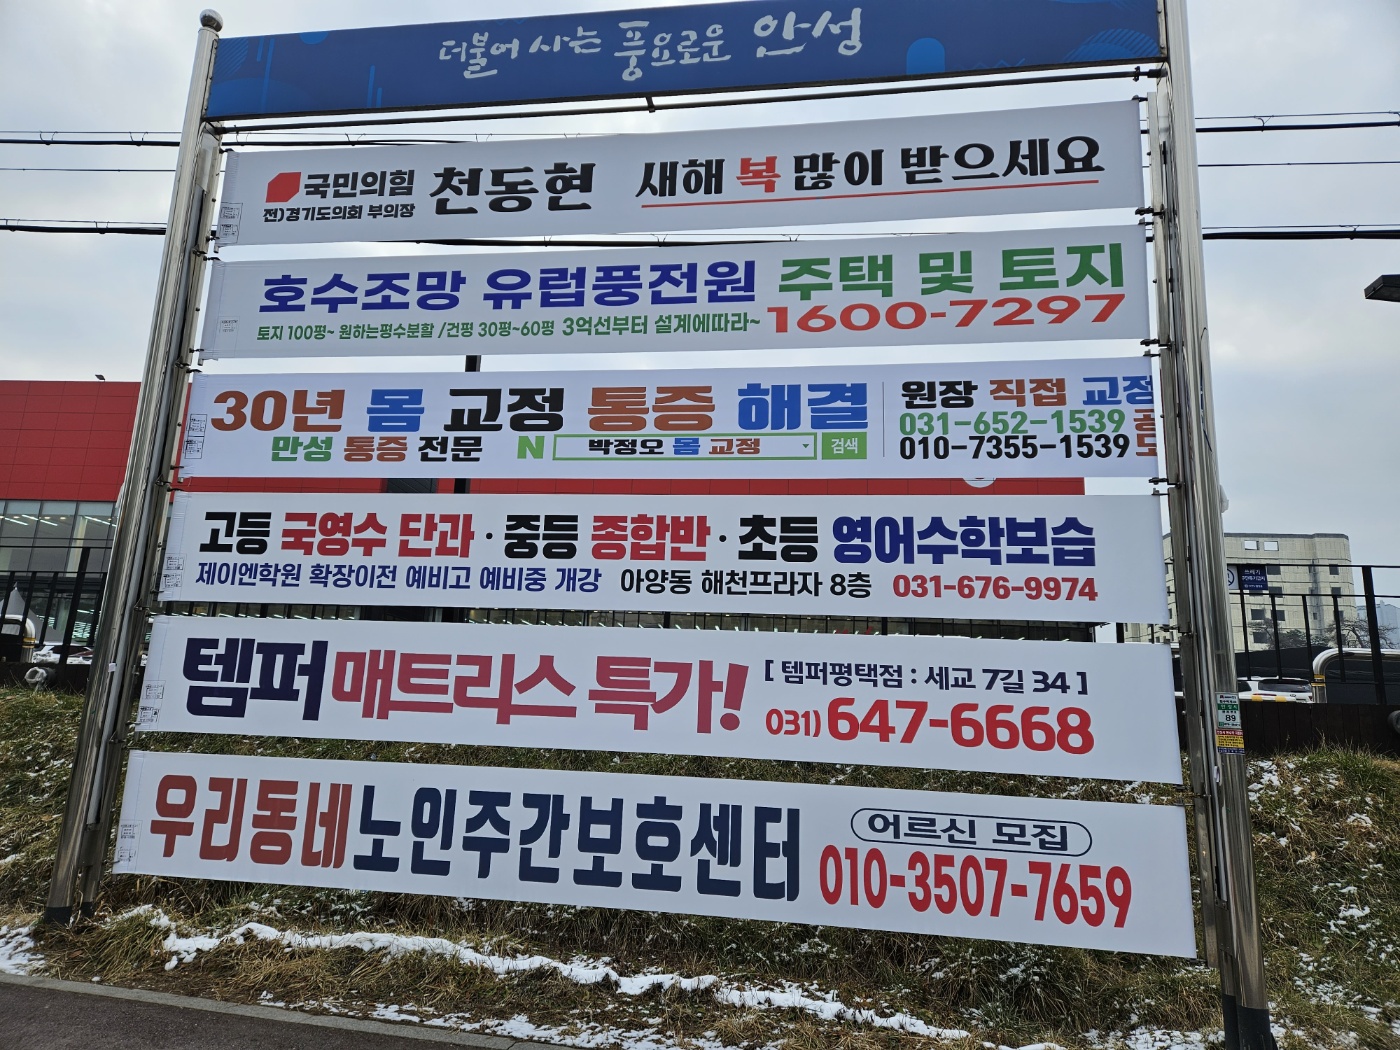 더불어 사는 풍요로운 안성
국민의힘 천동현 새해 복 많이 받으세요
전)경기도의회 부의장
호수조망 유럽풍전원 주택 및 토지
토지 100평~ 원하는평수분할 /건평 30평~60평 3억선부터 설계에따라~ 1600-7297
30년 몸 교정 통증 해결 원장 직접 교정
031-652-1539
만성 통증 전문 N 박정오 몸 교정 검색 010-7355-1539
고등 국영수 단과 · 중등 종합반 · 초등 영어수학보습
제이엔학원 확장이전 예비고 예비중 개강 아양동 해천프라자 8층 031-676-9974
템퍼 매트리스 특가! [ 템퍼평택점 : 세교 7길 34 ]
031) 647-6668
우리동네노인주간보호센터 어르신 모집
010-3507-7659
89